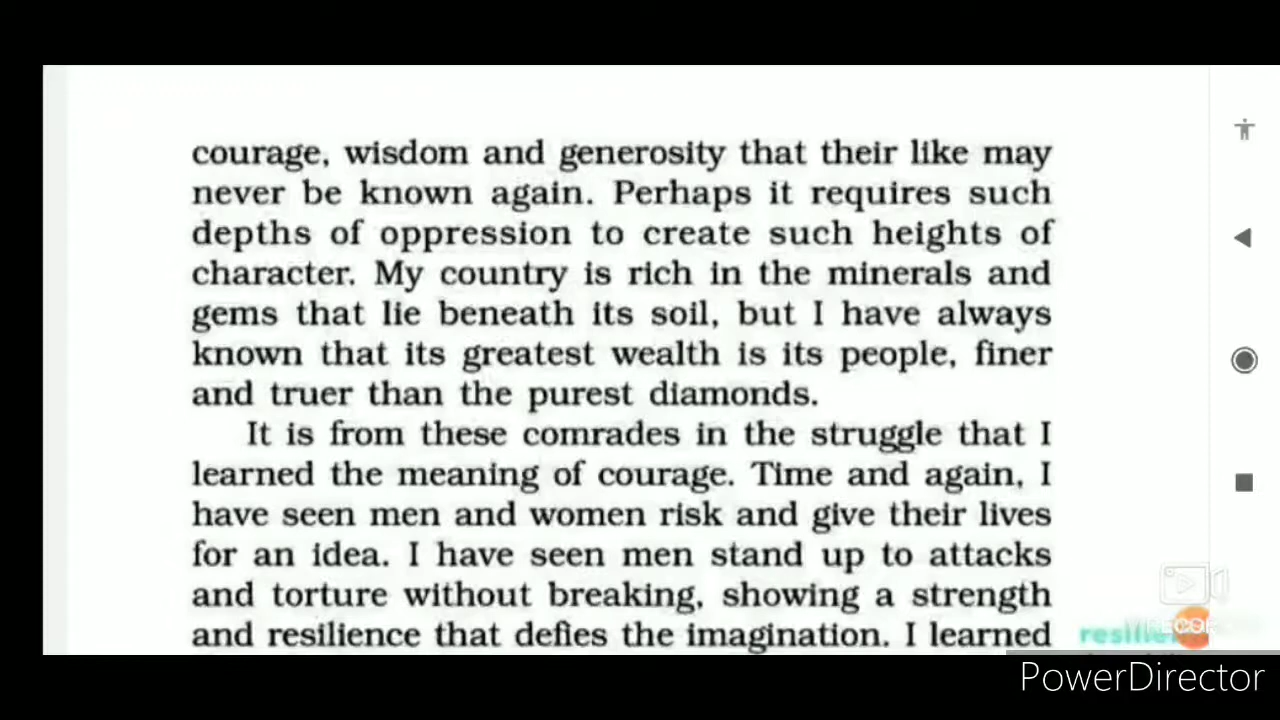 courage, wisdom and generosity that their like may
never be known again. Perhaps it requires such
depths of oppression to create such heights of
character. My country is rich in the minerals and
gems that lie beneath its soil, but I have always
known that its greatest wealth is its people, finer
and truer than the purest diamonds.
It is from these comrades in the struggle that I
learned the meaning of courage. Time and again, I
have seen men and women risk and give their lives
for an idea. I have seen men stand up to attacks
and torture without breaking, showing a strength
and resilience that defies the imagination. I learned
PowerDirector